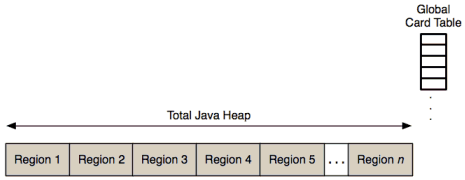 Global
Card Table
Total Java Heap
Region 1 Region 2 Region 3 Region 4 Region 5 ... Region n